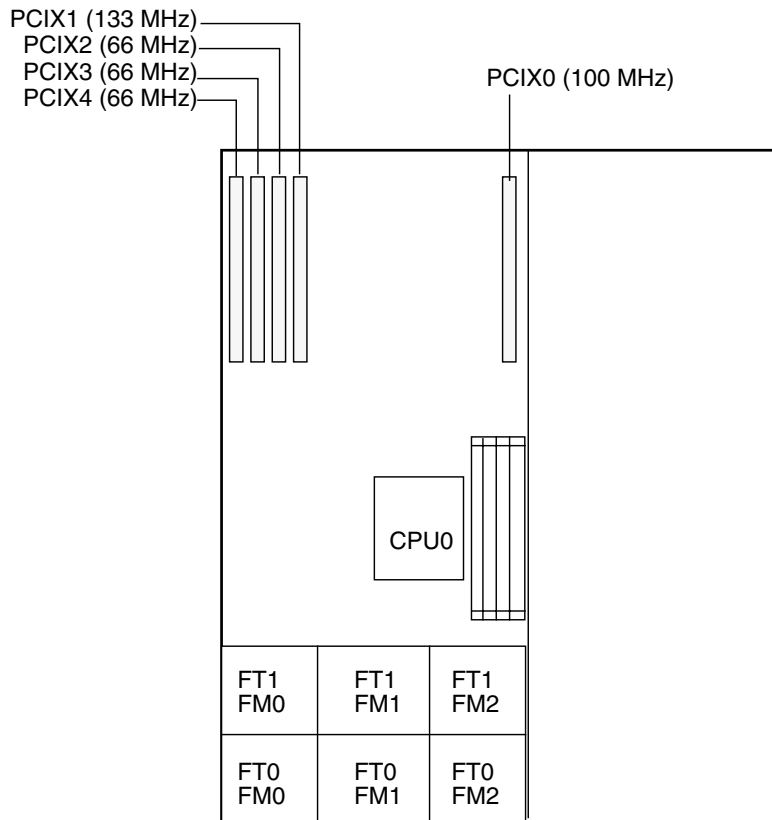 PCIX1 (133 MHz)
PCIX2 (66 MHz)
PCIX3 (66 MHz)
PCIX4 (66 MHz)
PCIX0 (100 MHz)
CPU0
FT1
FM0
FT1
FM1
FT1
FM2
FT0
FM0
FT0
FM1
FT0
FM2